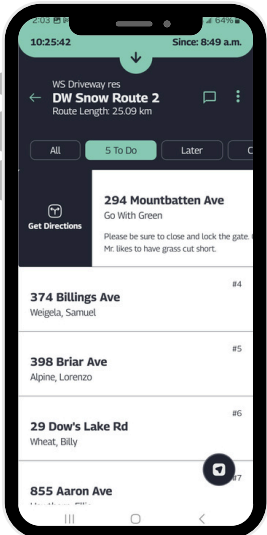 2:03
64%
10:25:42 Since: 8:49 a.m.
WS Driveway res
DW Snow Route 2
Route Length: 25.09 km
All 5 To Do Later
294 Mountbatten Ave
Go With Green
Get Directions
Please be sure to close and lock the gate.
Mr. likes to have grass cut short.
#4
374 Billings Ave
Weigela, Samuel
#5
398 Briar Ave
Alpine, Lorenzo
#6
29 Dow's Lake Rd
Wheat, Billy
#7
855 Aaron Ave